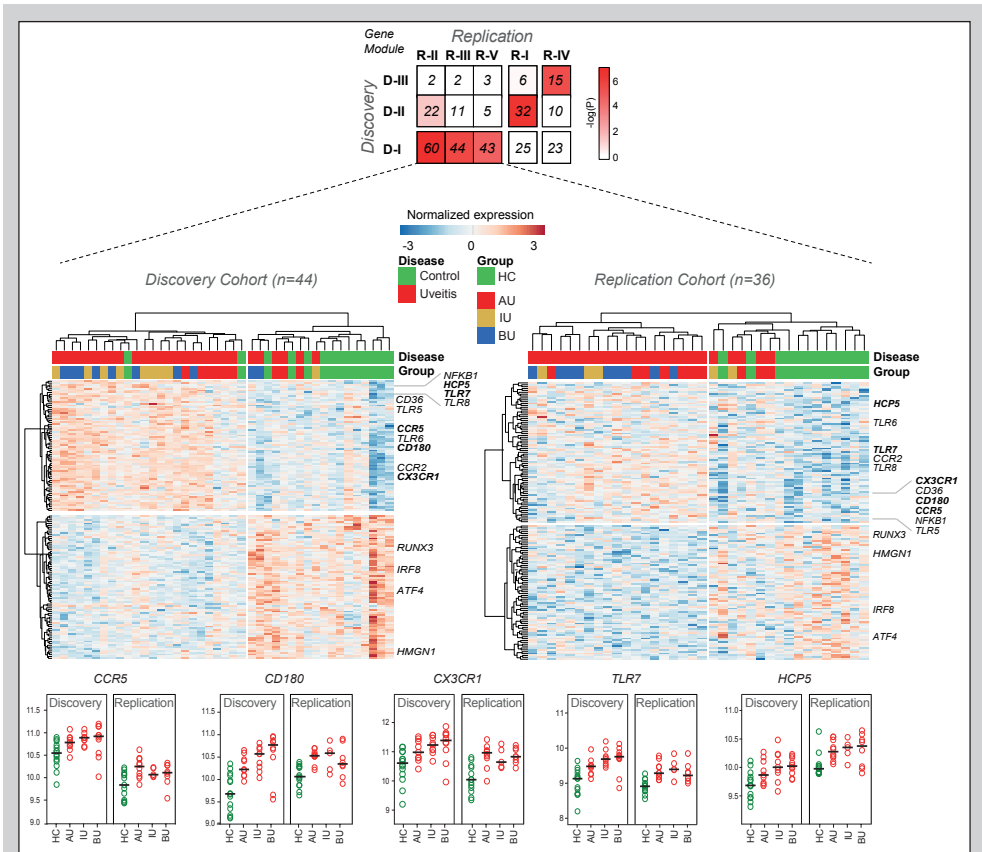 Gene
Module
Replication
R-II R-III R-V R-I R-IV
Discovery
D-III 2 2 3 6 15
D-II 22 11 5 32 10
D-I 60 44 43 25 23
-log(P)
6
4
2
0
Normalized expression
-3 0 3
Disease Group
Control HC
Uveitis AU
IU
BU
Discovery Cohort (n=44)
Replication Cohort (n=36)
Disease
Group
NFKB1
HCP5
TLR7
TLR8
CD36
TLR5
CCR5
TLR6
CD180
CCR2
CX3CR1
RUNX3
IRF8
ATF4
HMGN1
Disease
Group
HCP5
TLR6
TLR7
CCR2
TLR8
CX3CR1
CD36
CD180
CCR5
NFKB1
TLR5
RUNX3
HMGN1
IRF8
ATF4
CCR5
Discovery Replication
11.5
11.0
10.5
10.0
9.5
9.0
HC AU IU BU HC AU IU BU
CD180
Discovery Replication
11.5
11.0
10.5
10.0
9.5
9.0
HC AU IU BU HC AU IU BU
CX3CR1
Discovery Replication
12
11
10
9
HC AU IU BU HC AU IU BU
TLR7
Discovery Replication
11
10
9
8
HC AU IU BU HC AU IU BU
HCP5
Discovery Replication
11.0
10.5
10.0
9.5
HC AU IU BU HC AU IU BU